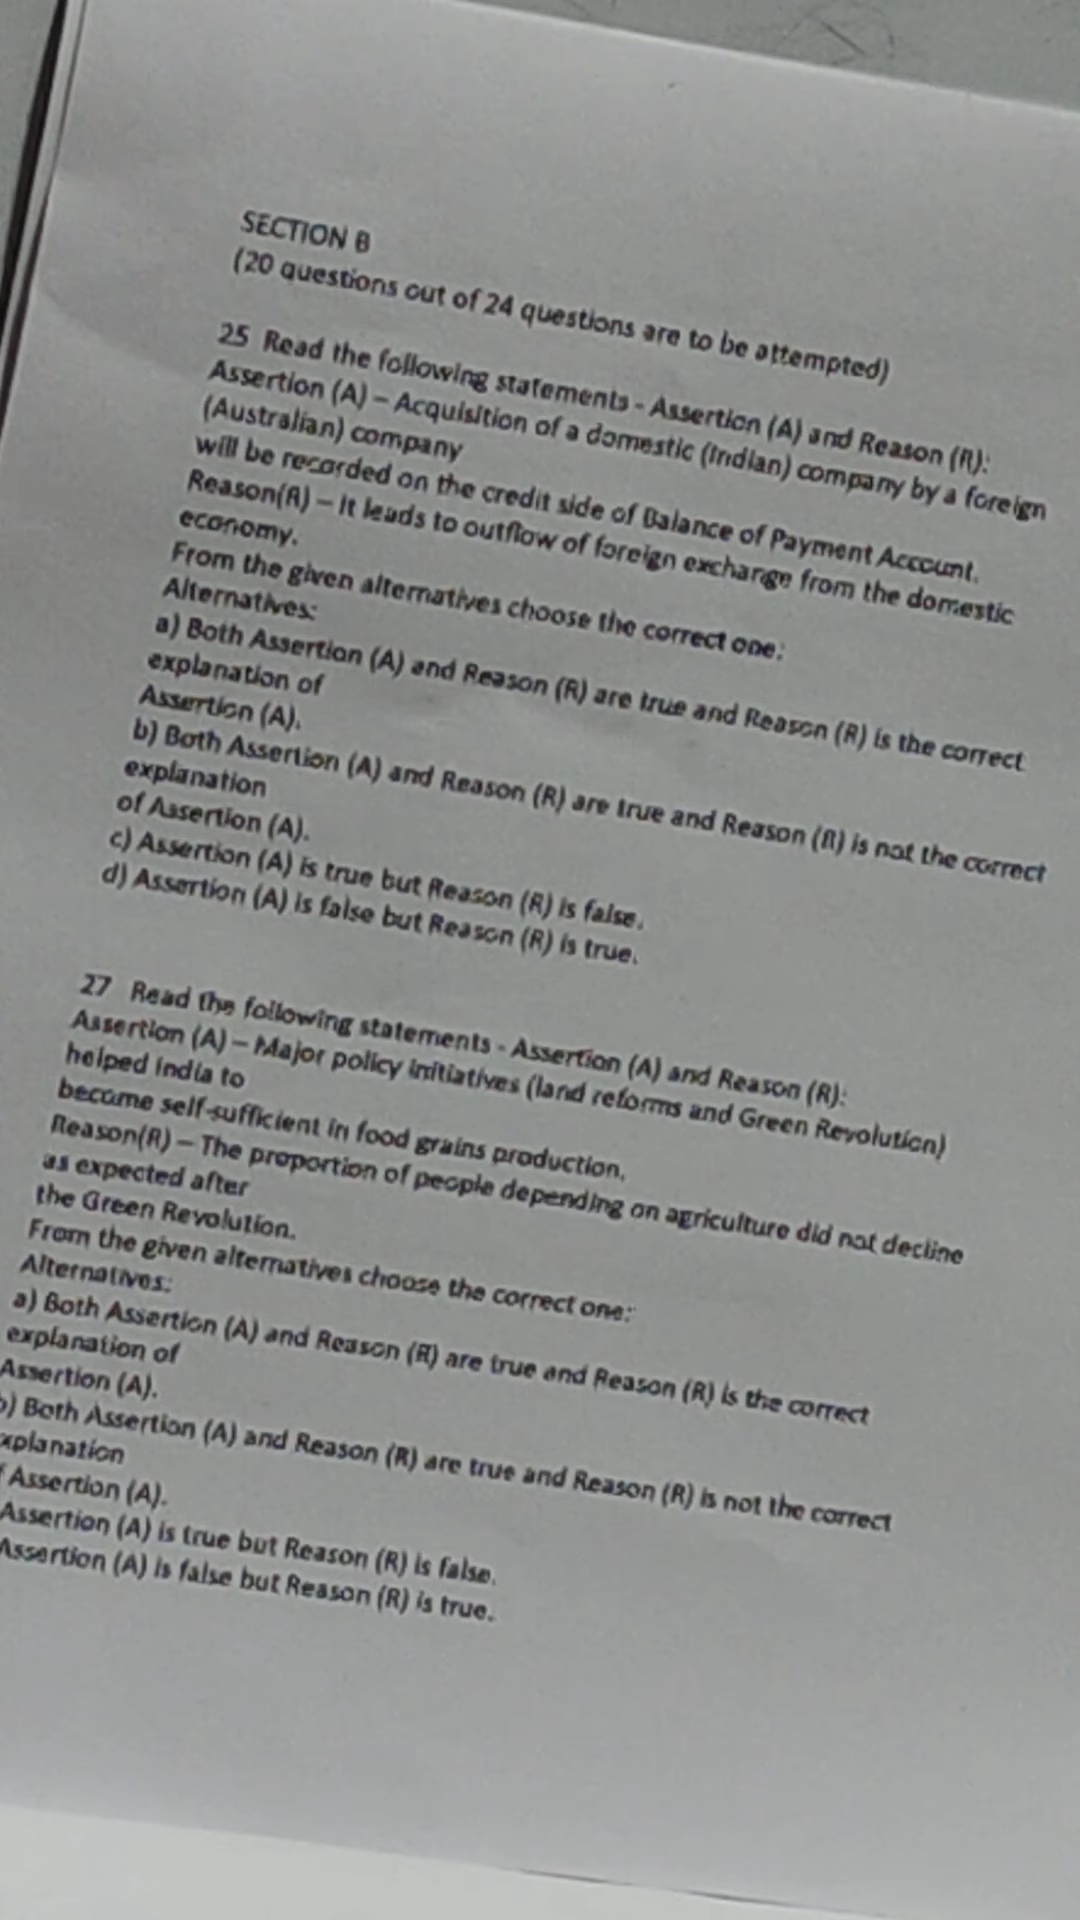 SECTION B
(20 questions out of 24 questions are to be attempted)
25 Read the following statements - Assertion (A) and Reason (R):
Assertion (A) – Acquisition of a domestic (Indian) company by a foreign
(Australian) company
will be recorded on the credit side of Balance of Payment Account.
Reason(R) – It leads to outflow of foreign exchange from the domestic
economy.
From the given alternatives choose the correct one:
Alternatives:
a) Both Assertion (A) and Reason (R) are true and Reason (R) is the correct
explanation of
Assertion (A).
b) Both Assertion (A) and Reason (R) are true and Reason (R) is not the correct
explanation
of Assertion (A).
c) Assertion (A) is true but Reason (R) is false.
d) Assertion (A) is false but Reason (R) is true.
27 Read the following statements - Assertion (A) and Reason (R):
Assertion (A) – Major policy initiatives (land reforms and Green Revolution)
helped India to
become self-sufficient in food grains production.
Reason(R) – The proportion of people depending on agriculture did not decline
as expected after
the Green Revolution.
From the given alternatives choose the correct one:
Alternatives:
a) Both Assertion (A) and Reason (R) are true and Reason (R) is the correct
explanation of
Assertion (A).
b) Both Assertion (A) and Reason (R) are true and Reason (R) is not the correct
xplanation
f Assertion (A).
Assertion (A) is true but Reason (R) is false.
Assertion (A) is false but Reason (R) is true.